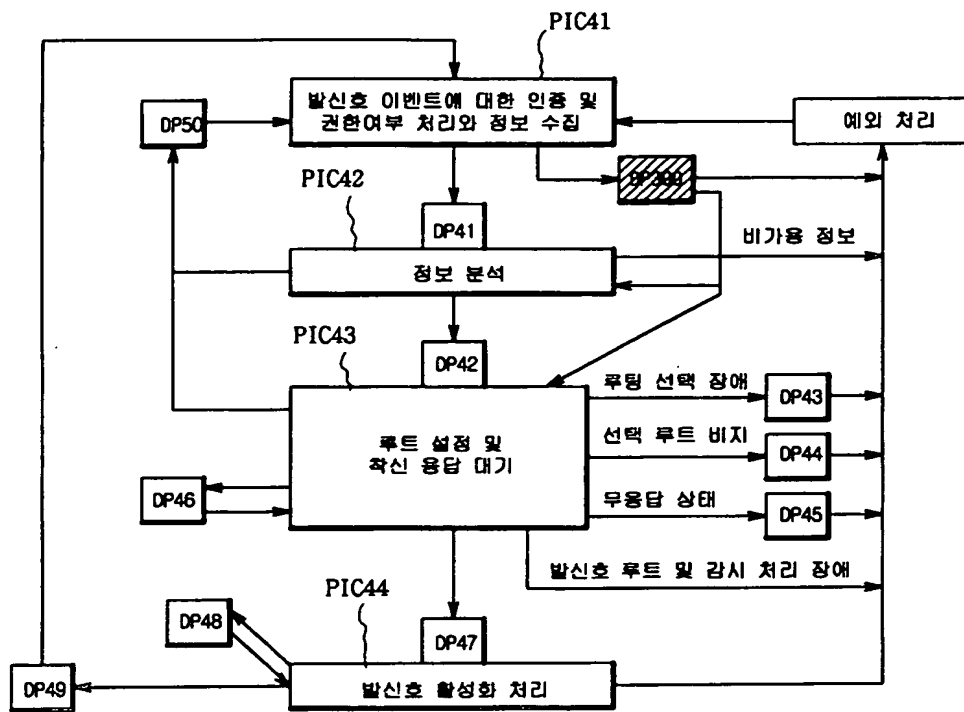 PIC41
발신호 이벤트에 대한 인증 및
권한여부 처리와 정보 수집
예외 처리
DP50
PIC42
DP300
DP41
비가용 정보
정보 분석
PIC43
DP42
루팅 선택 장애
DP43
루트 설정 및
착신 응답 대기
선택 루트 비지
DP44
DP46
무응답 상태
DP45
발신호 루트 및 감시 처리 장애
PIC44
DP48
DP47
DP49
발신호 활성화 처리